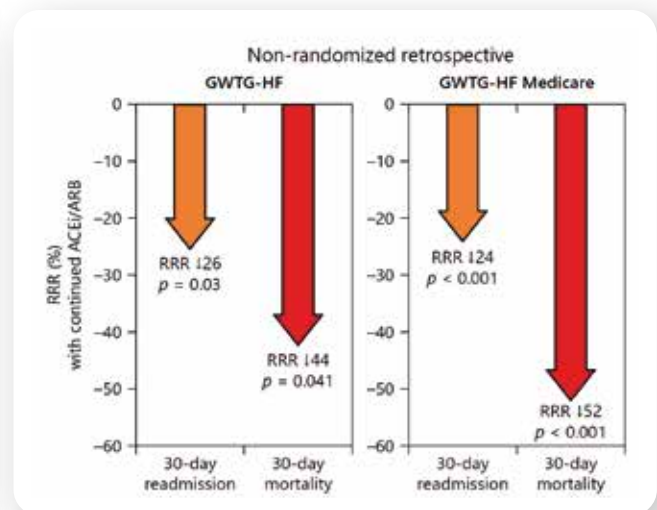 Non-randomized retrospective
GWTG-HF
GWTG-HF Medicare
RRR (%)
with continued ACEi/ARB
0
–10
–20
–30
–40
–50
–60
RRR ↓26
p = 0.03
RRR ↓44
p = 0.041
30-day
readmission
30-day
mortality
0
–10
–20
–30
–40
–50
–60
RRR ↓24
p < 0.001
RRR ↓52
p < 0.001
30-day
readmission
30-day
mortality